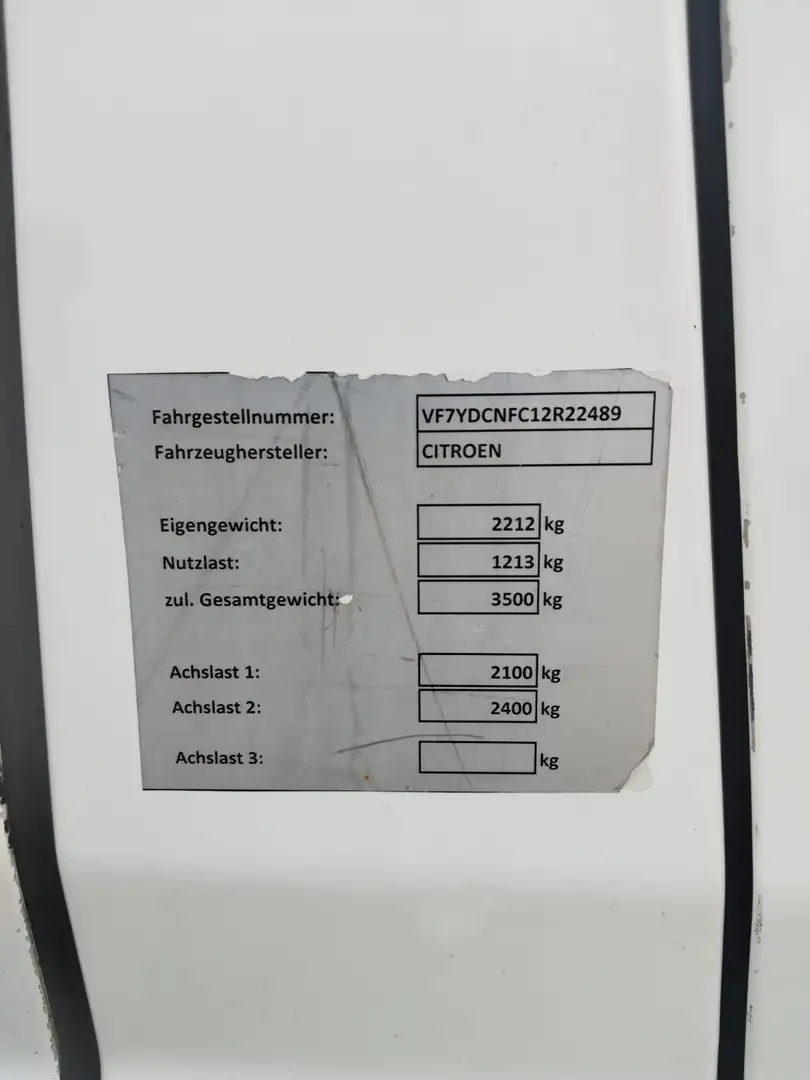 Fahrgestellnummer: VF7YDCNFC12R22489
Fahrzeughersteller: CITROEN
Eigengewicht: 2212 kg
Nutzlast: 1213 kg
zul. Gesamtgewicht: 3500 kg
Achslast 1: 2100 kg
Achslast 2: 2400 kg
Achslast 3: kg